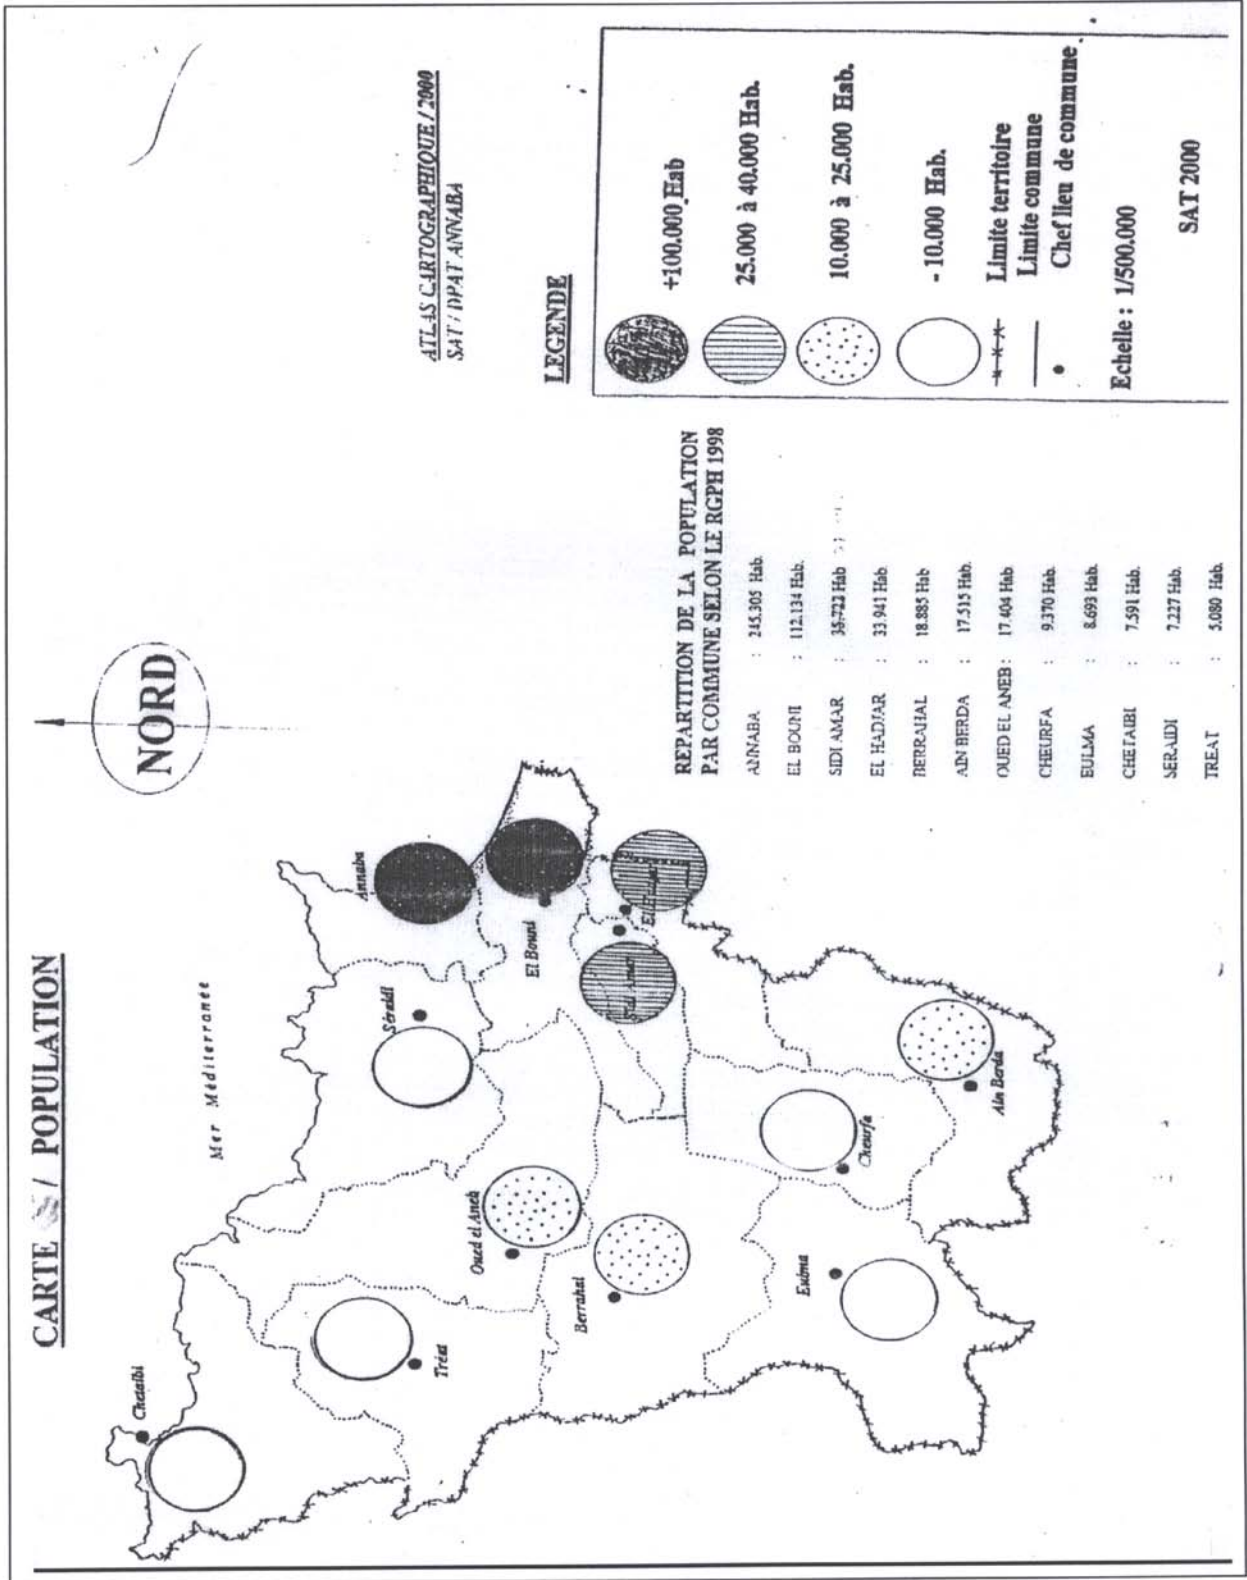 CARTE / POPULATION
NORD
ATLAS CARTOGRAPHIQUE / 2000
SAT / DPAT ANNABA
Mer Méditerranée
Chetaibi
Tréat
Séraïdi
Annaba
Oued el Aneb
El Bouni
Berrahal
Sidi Amar
Eulma
Cheurfa
Ain Berda
REPARTITION DE LA POPULATION
PAR COMMUNE SELON LE RGPH 1998
ANNABA : 245.305 Hab.
EL BOUNI : 112.134 Hab.
SIDI AMAR : 35.722 Hab
EL HADJAR : 33.941 Hab.
BERRAHAL : 18.885 Hab
AIN BERDA : 17.515 Hab.
OUED EL ANEB : 17.404 Hab.
CHEURFA : 9.370 Hab.
EULMA : 8.693 Hab.
CHETAIBI : 7.591 Hab.
SERAIDI : 7.227 Hab.
TREAT : 5.080 Hab.
LEGENDE
+100.000 Hab
25.000 à 40.000 Hab.
10.000 à 25.000 Hab.
- 10.000 Hab.
Limite territoire
Limite commune
Chef lieu de commune
Echelle : 1/500.000
SAT 2000